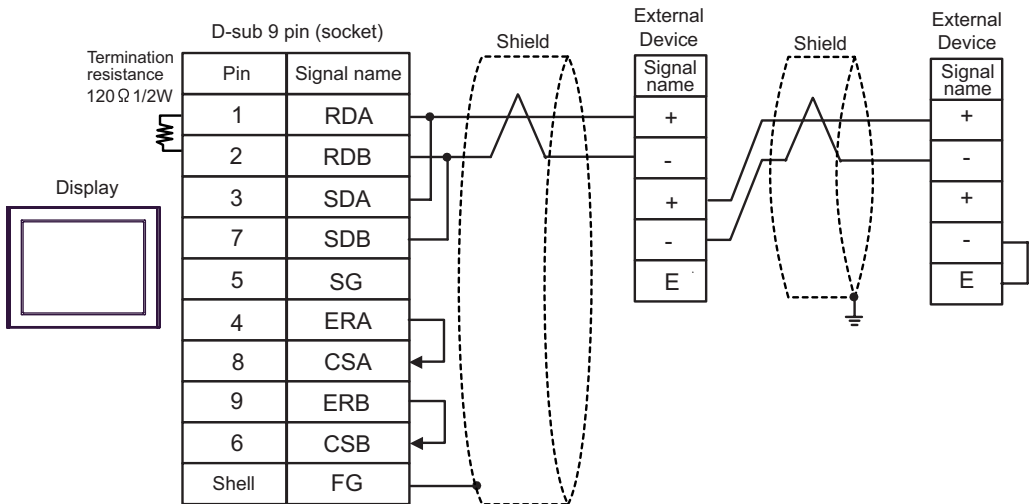 D-sub 9 pin (socket)
Termination
resistance
120 Ω 1/2W
Display
Pin Signal name
1 RDA
2 RDB
3 SDA
7 SDB
5 SG
4 ERA
8 CSA
9 ERB
6 CSB
Shell FG
Shield
External
Device
Signal
name
+
-
+
-
E
Shield
External
Device
Signal
name
+
-
+
-
E